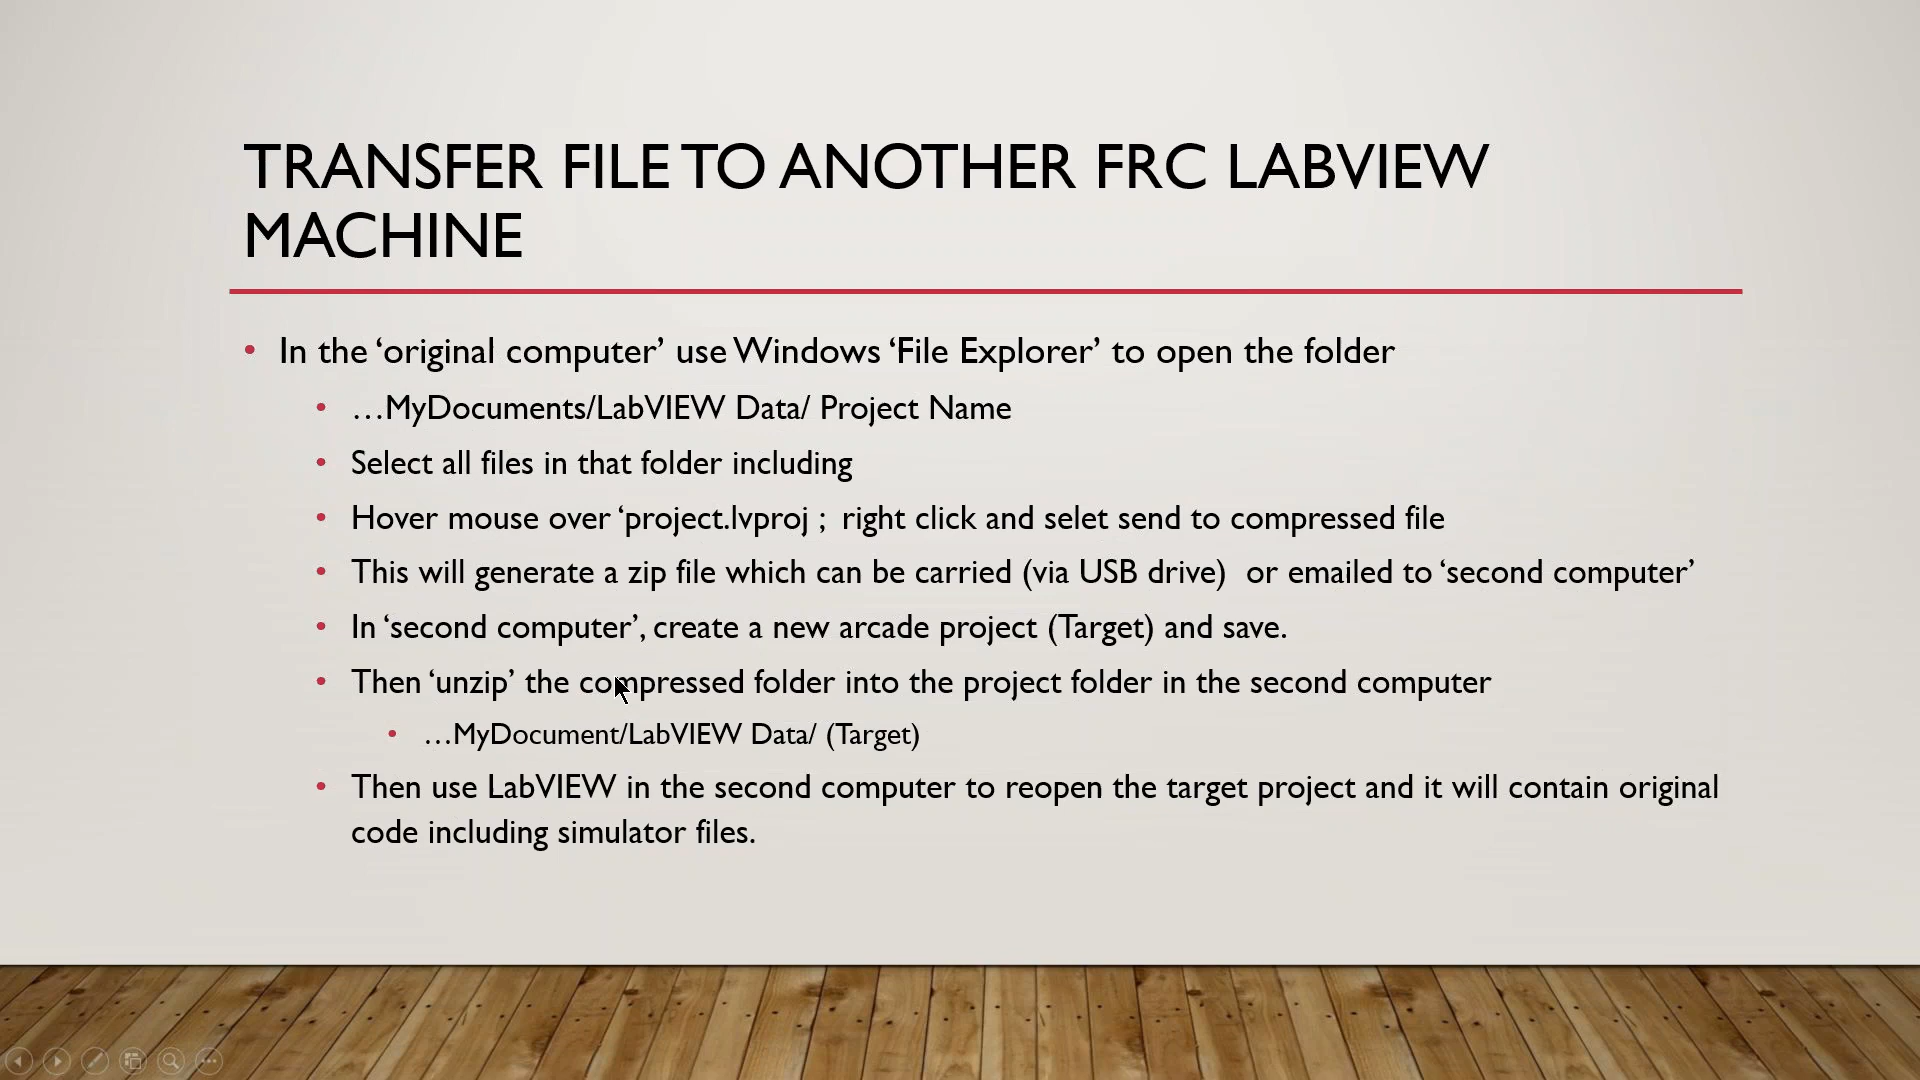 TRANSFER FILE TO ANOTHER FRC LABVIEW
MACHINE
• In the ‘original computer’ use Windows ‘File Explorer’ to open the folder
• …MyDocuments/LabVIEW Data/ Project Name
• Select all files in that folder including
• Hover mouse over ‘project.lvproj ;  right click and selet send to compressed file
• This will generate a zip file which can be carried (via USB drive)  or emailed to ‘second computer’
• In ‘second computer’, create a new arcade project (Target) and save.
• Then ‘unzip’ the compressed folder into the project folder in the second computer
• …MyDocument/LabVIEW Data/ (Target)
• Then use LabVIEW in the second computer to reopen the target project and it will contain original
code including simulator files.